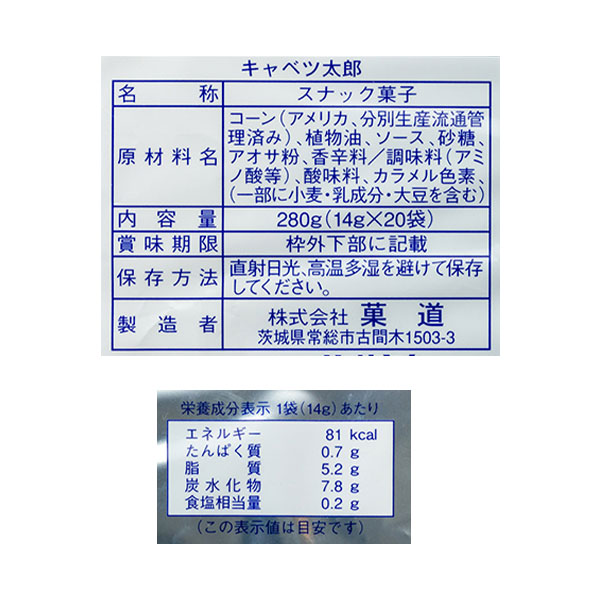 キャベツ太郎
名称 スナック菓子
原材料名 コーン(アメリカ、分別生産流通管
理済み)、植物油、ソース、砂糖、
アオサ粉、香辛料／調味料(アミ
ノ酸等)、酸味料、カラメル色素、
(一部に小麦・乳成分・大豆を含む)
内容量 280g(14g×20袋)
賞味期限 枠外下部に記載
保存方法 直射日光、高温多湿を避けて保存
してください。
製造者 株式会社 菓道
茨城県常総市古間木1503-3
栄養成分表示 1袋(14g)あたり
エネルギー 81 kcal
たんぱく質 0.7 g
脂質 5.2 g
炭水化物 7.8 g
食塩相当量 0.2 g
(この表示値は目安です)